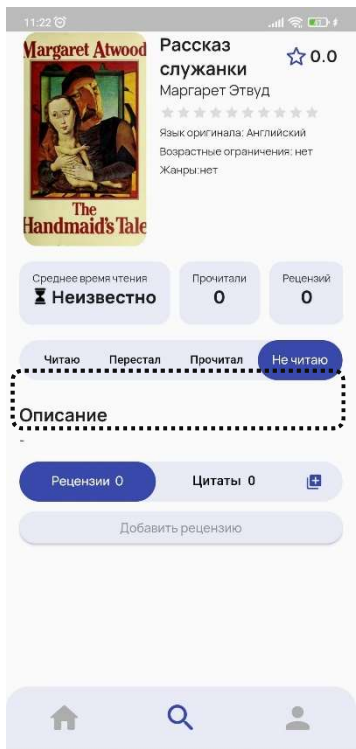 11:22
Margaret Atwood
The
Handmaid's Tale
Рассказ
служанки
0.0
Маргарет Этвуд
Язык оригинала: Английский
Возрастные ограничения: нет
Жанры:нет
Среднее время чтения
Неизвестно
Прочитали
0
Рецензий
0
Читаю Перестал Прочитал Не читаю
Описание
-
Рецензии 0 Цитаты 0
Добавить рецензию